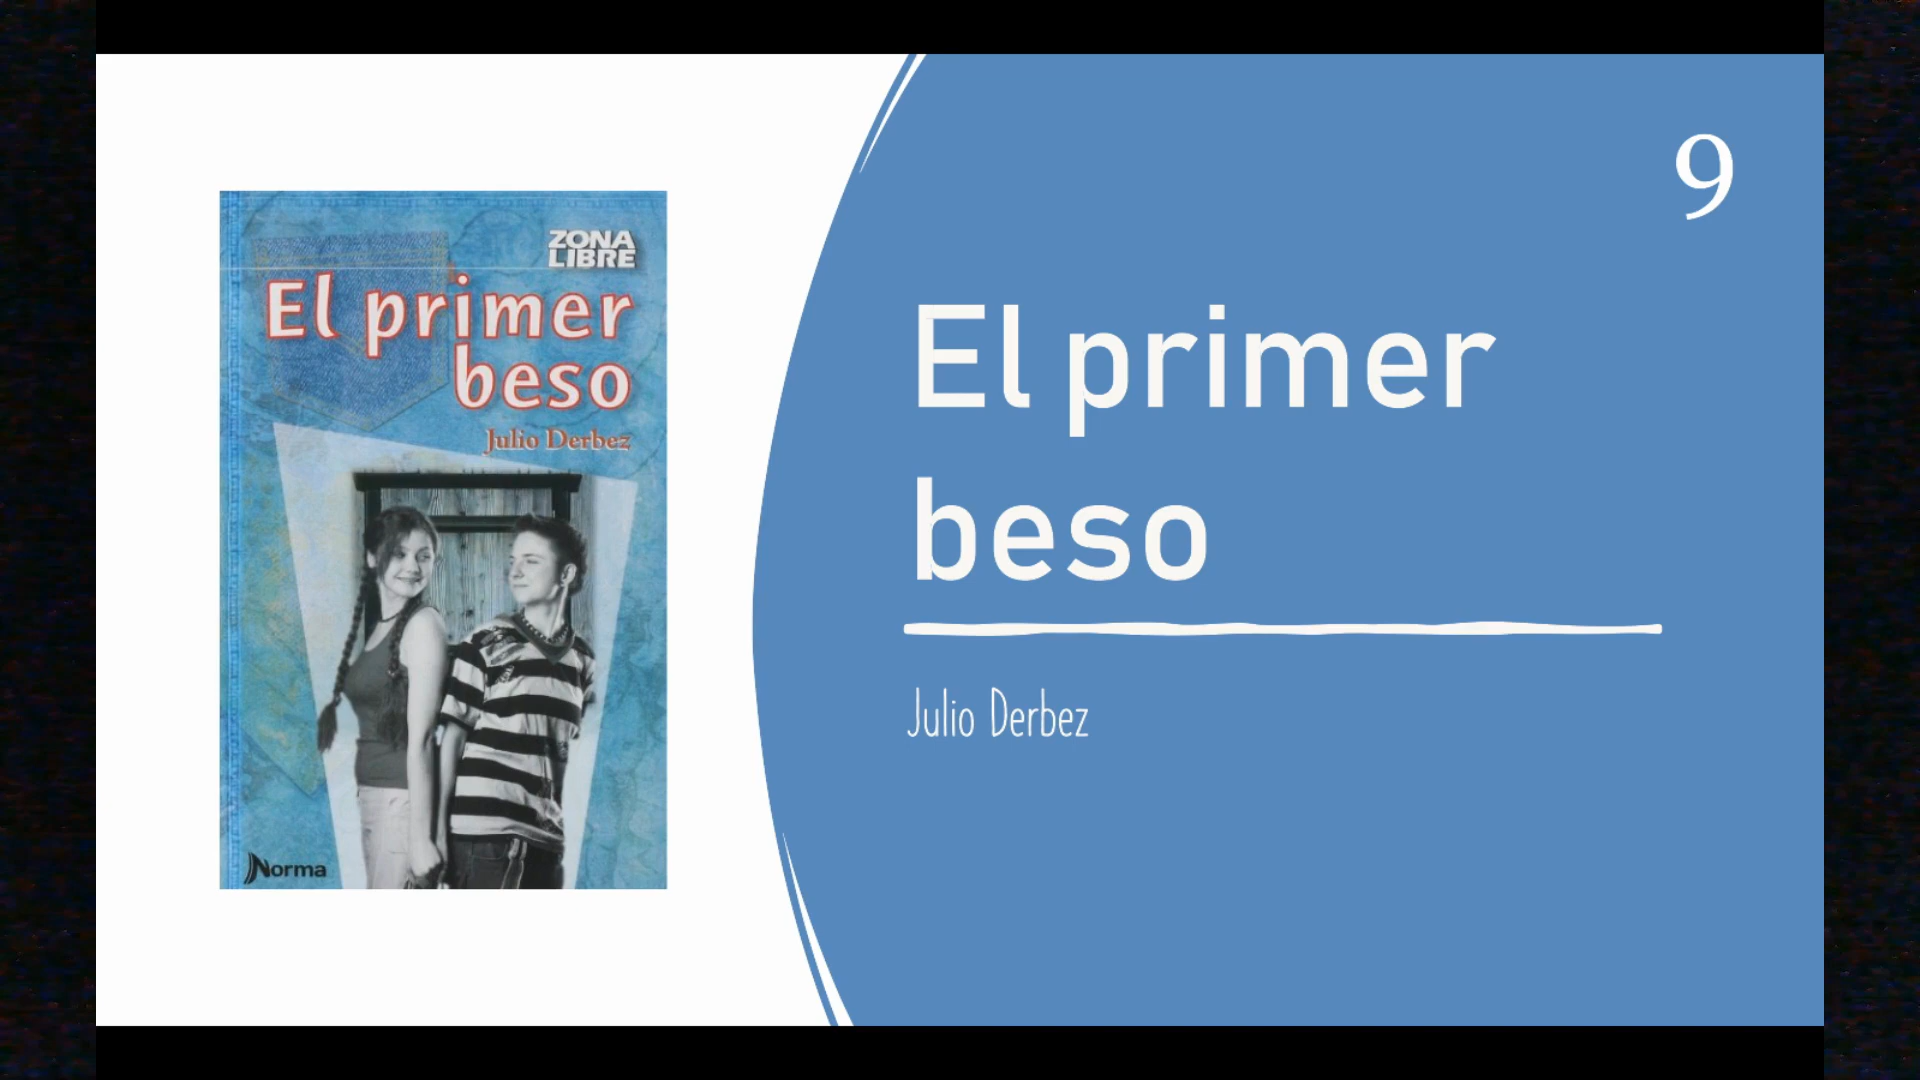 ZONA
LIBRE
El primer
beso
Julio Derbez
Norma
9
El primer
beso
Julio Derbez